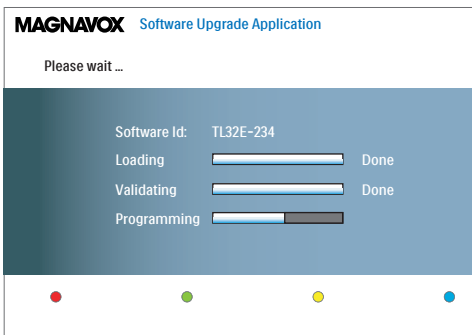 MAGNAVOX Software Upgrade Application
Please wait ...
Software Id: TL32E-234
Loading Done
Validating Done
Programming